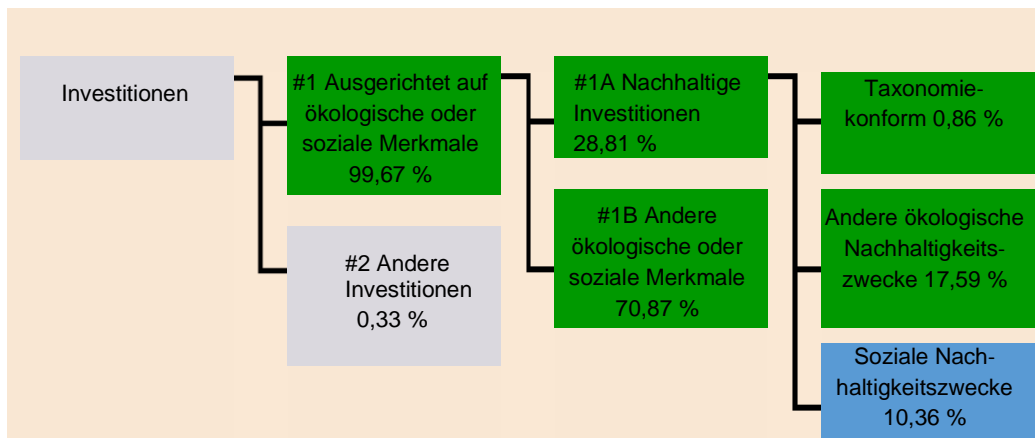 Investitionen
#1 Ausgerichtet auf
ökologische oder
soziale Merkmale
99,67 %
#2 Andere
Investitionen
0,33 %
#1A Nachhaltige
Investitionen
28,81 %
#1B Andere
ökologische oder
soziale Merkmale
70,87 %
Taxonomie-
konform 0,86 %
Andere ökologische
Nachhaltigkeits-
zwecke 17,59 %
Soziale Nach-
haltigkeitszwecke
10,36 %